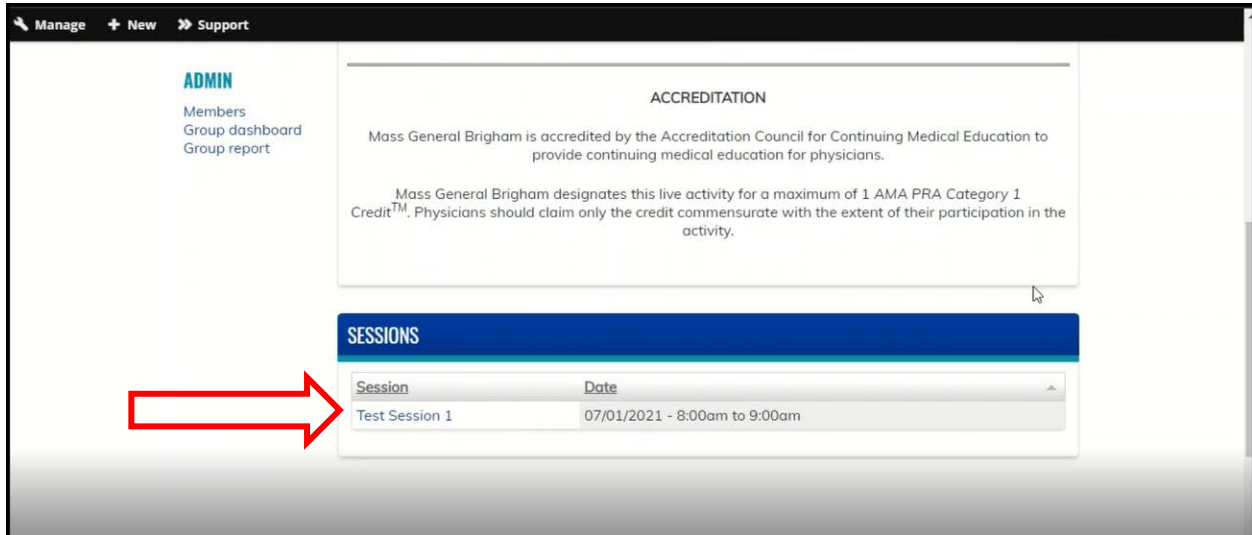 Manage + New Support
ADMIN
Members
Group dashboard
Group report
ACCREDITATION
Mass General Brigham is accredited by the Accreditation Council for Continuing Medical Education to
provide continuing medical education for physicians.
Mass General Brigham designates this live activity for a maximum of 1 AMA PRA Category 1
Credit™. Physicians should claim only the credit commensurate with the extent of their participation in the
activity.
SESSIONS
Session Date
Test Session 1 07/01/2021 - 8:00am to 9:00am